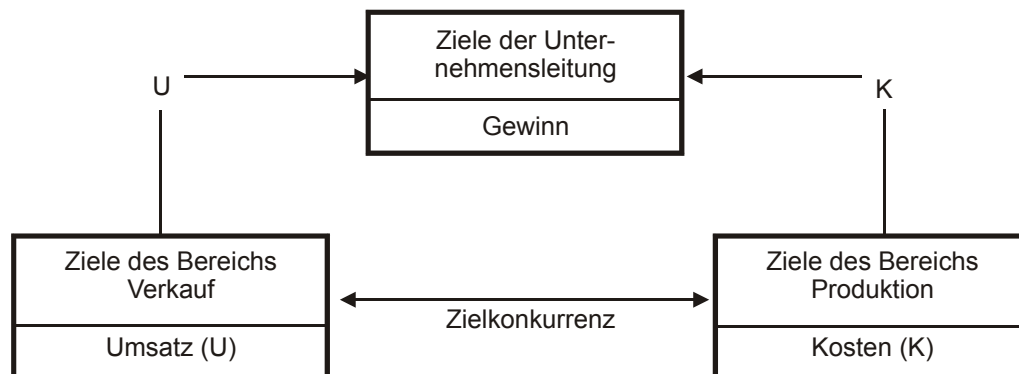 Ziele der Unter-
nehmensleitung
Gewinn
U
K
Ziele des Bereichs
Verkauf
Umsatz (U)
Zielkonkurrenz
Ziele des Bereichs
Produktion
Kosten (K)